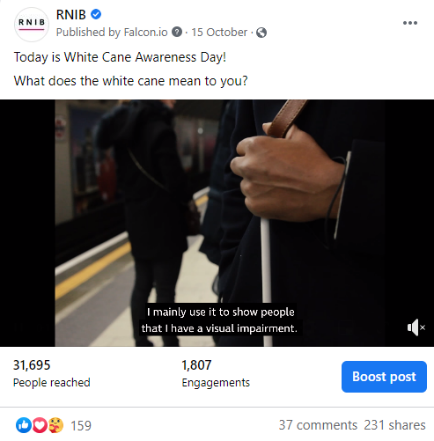 RNIB
RNIB
Published by Falcon.io · 15 October ·
Today is White Cane Awareness Day!
What does the white cane mean to you?
I mainly use it to show people
that I have a visual impairment.
31,695
People reached
1,807
Engagements
Boost post
159
37 comments 231 shares